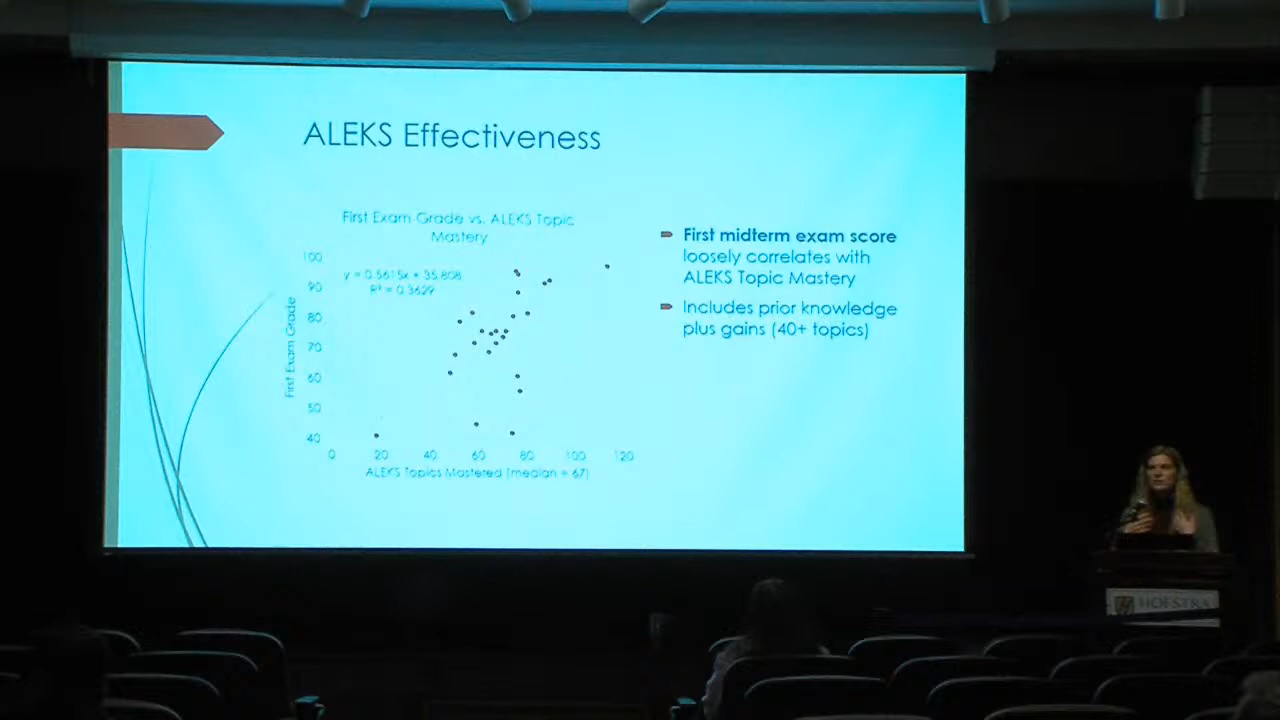 ALEKS Effectiveness
First Exam Grade vs. ALEKS Topic
Mastery
y = 0.5615x + 35.808
R² = 0.3629
100
90
80
70
60
50
40
First Exam Grade
0 20 40 60 80 100 120
ALEKS Topics Mastered (median = 67)
First midterm exam score
loosely correlates with
ALEKS Topic Mastery
Includes prior knowledge
plus gains (40+ topics)
HOFSTRA